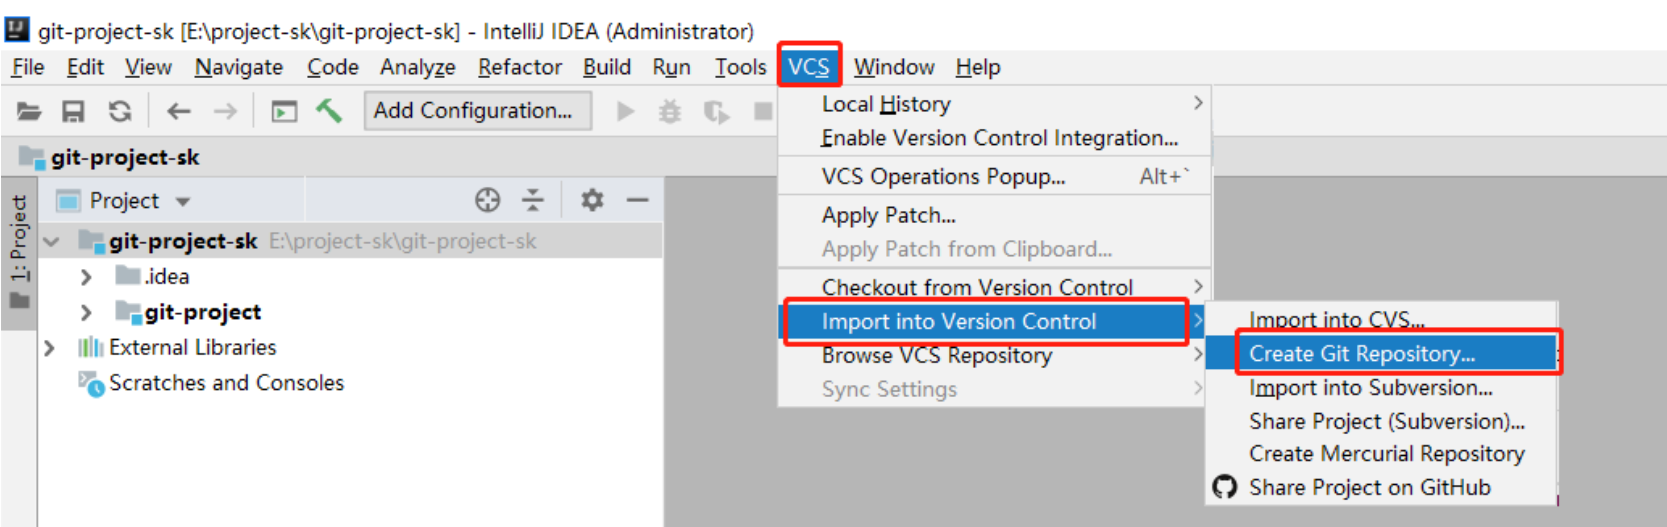 git-project-sk [E:\project-sk\git-project-sk] - IntelliJ IDEA (Administrator)
File Edit View Navigate Code Analyze Refactor Build Run Tools VCS Window Help
Add Configuration...
git-project-sk
1: Project
Project
git-project-sk E:\project-sk\git-project-sk
.idea
git-project
External Libraries
Scratches and Consoles
Local History
Enable Version Control Integration...
VCS Operations Popup... Alt+`
Apply Patch...
Apply Patch from Clipboard...
Checkout from Version Control
Import into Version Control
Browse VCS Repository
Sync Settings
Import into CVS...
Create Git Repository...
Import into Subversion...
Share Project (Subversion)...
Create Mercurial Repository
Share Project on GitHub